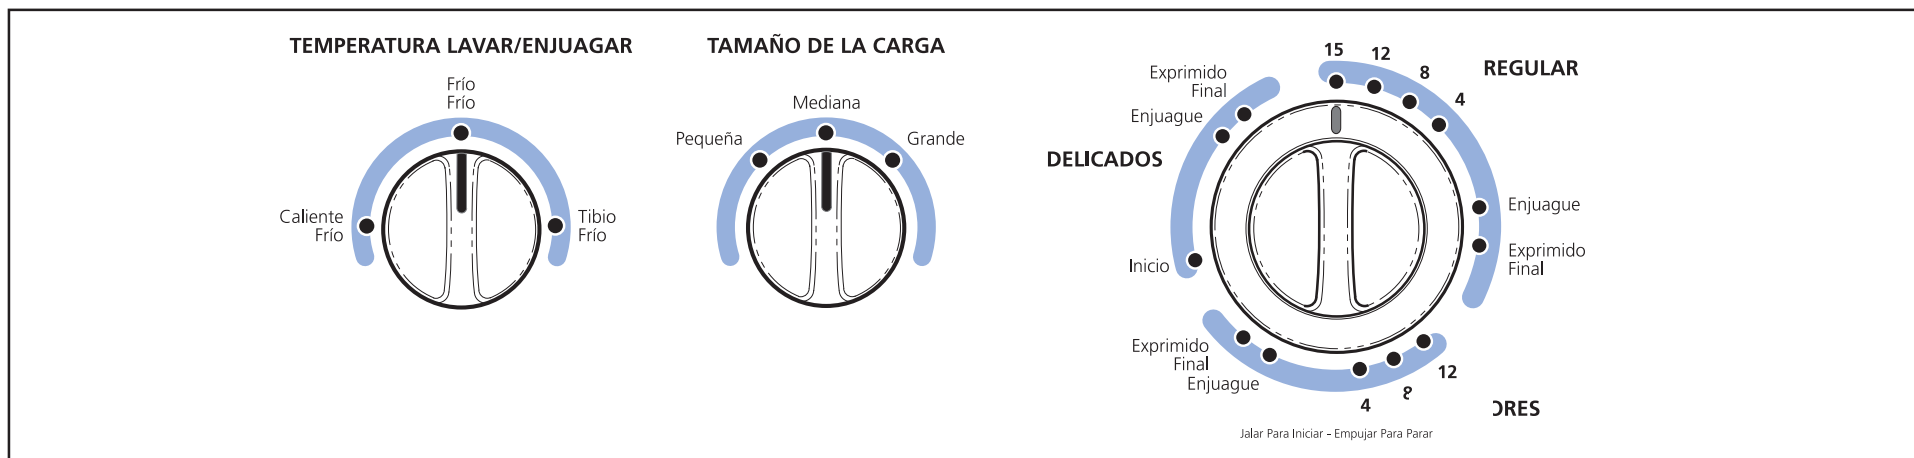 TEMPERATURA LAVAR/ENJUAGAR
Frío
Frío
Caliente
Frío
Tibio
Frío
TAMAÑO DE LA CARGA
Pequeña
Mediana
Grande
15
12
8
4
REGULAR
Enjuague
Exprimido
Final
12
4
Exprimido
Final
Enjuague
DELICADOS
Exprimido
Final
Enjuague
Inicio
Jalar Para Iniciar - Empujar Para Parar